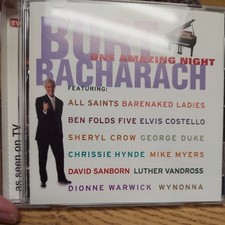 BURT
ONE AMAZING NIGHT
BACHARACH
FEATURING:
ALL SAINTS BARENAKED LADIES
BEN FOLDS FIVE ELVIS COSTELLO
SHERYL CROW GEORGE DUKE
CHRISSIE HYNDE MIKE MYERS
DAVID SANBORN LUTHER VANDROSS
DIONNE WARWICK WYNONNA
as seen on TV